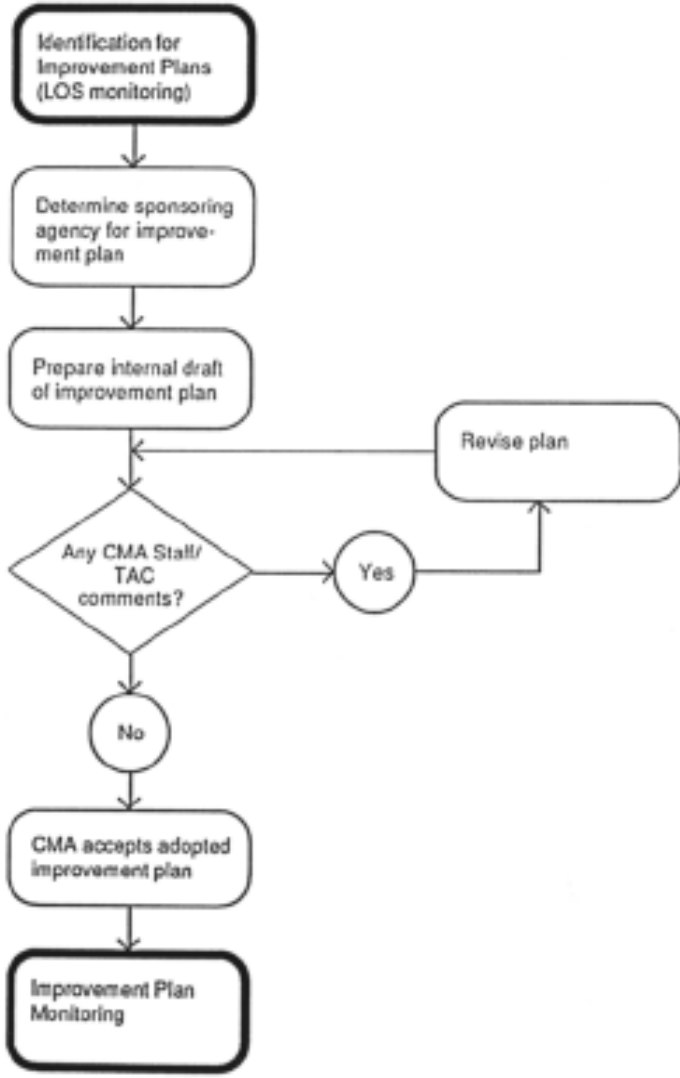 Identification for
Improvement Plans
(LOS monitoring)
Determine sponsoring
agency for improve-
ment plan
Prepare internal draft
of improvement plan
Revise plan
Any CMA Staff/
TAC
comments?
Yes
No
CMA accepts adopted
improvement plan
Improvement Plan
Monitoring